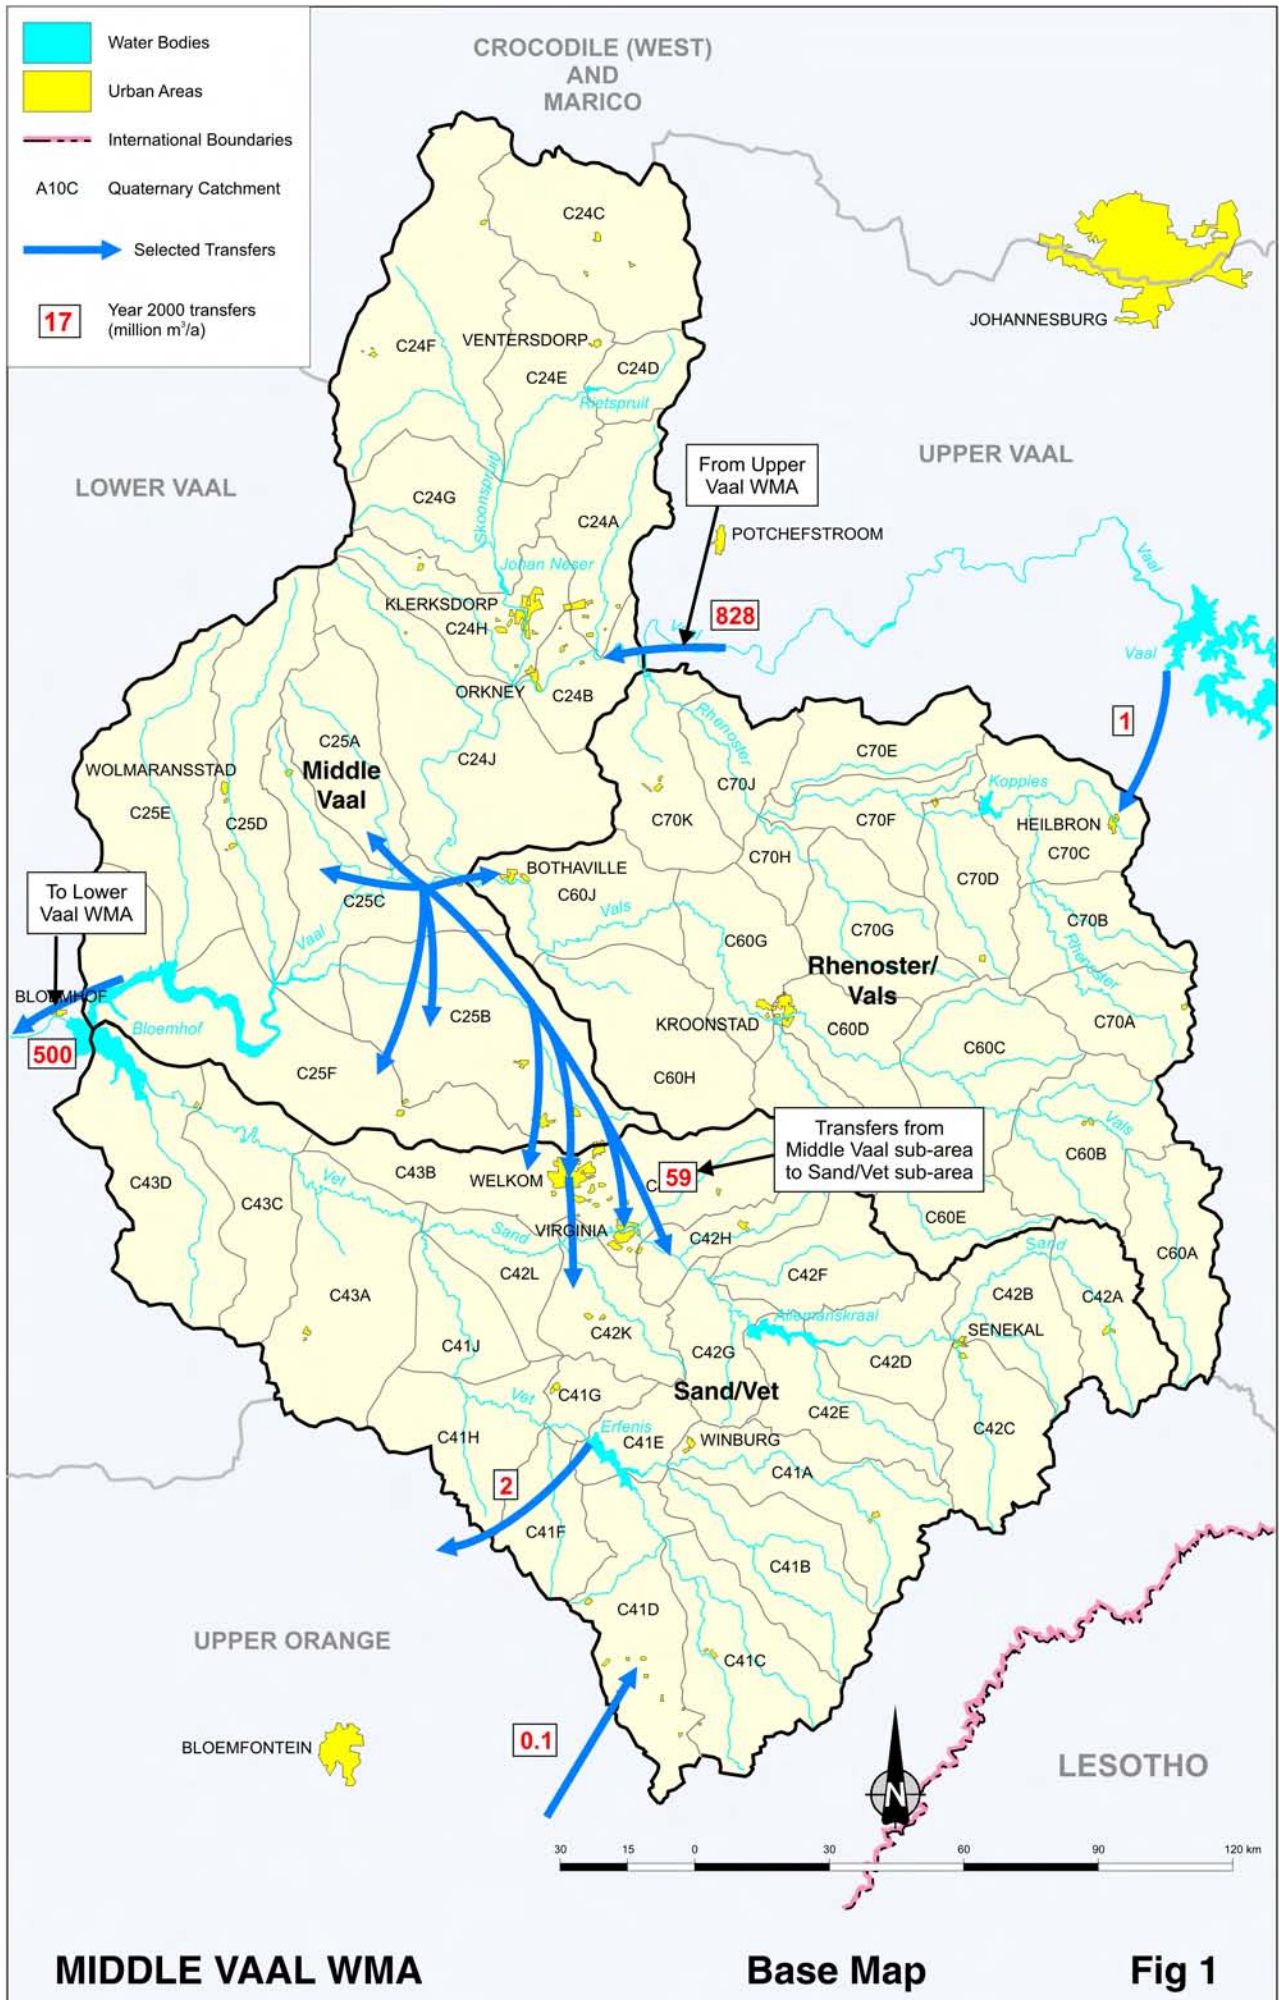 Water Bodies
Urban Areas
International Boundaries
A10C Quaternary Catchment
Selected Transfers
17
Year 2000 transfers
(million m³/a)
CROCODILE (WEST)
AND
MARICO
C24C
JOHANNESBURG
C24F
VENTERSDORP
C24D
C24E
Rietspruit
LOWER VAAL
UPPER VAAL
From Upper
Vaal WMA
C24G
Skoonspruit
C24A
POTCHEFSTROOM
Vaal
Johan Neser
KLERKSDORP
C24H
828
Vaal
Vaal
ORKNEY
C24B
Rhenoster
1
C25A
Middle
Vaal
C24J
C70E
WOLMARANSSTAD
C70J
Koppies
C25E
C25D
C70K
C70F
HEILBRON
C70C
C70H
BOTHAVILLE
C60J
C70D
To Lower
Vaal WMA
C25C
Vals
C70B
Vaal
C60G
C70G
Rhenoster
Rhenoster/
Vals
BLOEMHOF
Bloemhof
C25B
KROONSTAD
C60D
C70A
500
C60C
C25F
C60H
Vals
Transfers from
Middle Vaal sub-area
to Sand/Vet sub-area
C60B
C43D
C43B
WELKOM
59
C43C
Vet
C60E
Sand
VIRGINIA
C42H
Sand
C60A
C42L
C42F
C43A
C42B
C42A
Allemanskraal
C42K
SENEKAL
C41J
C42G
C42D
Sand/Vet
Vet
C41G
C42E
C42C
C41H
Erfenis
C41E
WINBURG
C41A
2
C41F
C41B
C41D
UPPER ORANGE
C41C
0.1
BLOEMFONTEIN
LESOTHO
N
30 15 0 30 60 90 120 km
MIDDLE VAAL WMA Base Map Fig 1